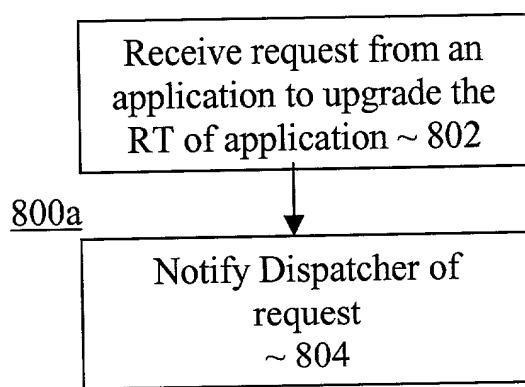 Receive request from an
application to upgrade the
RT of application ~ 802
800a
Notify Dispatcher of
request
~ 804